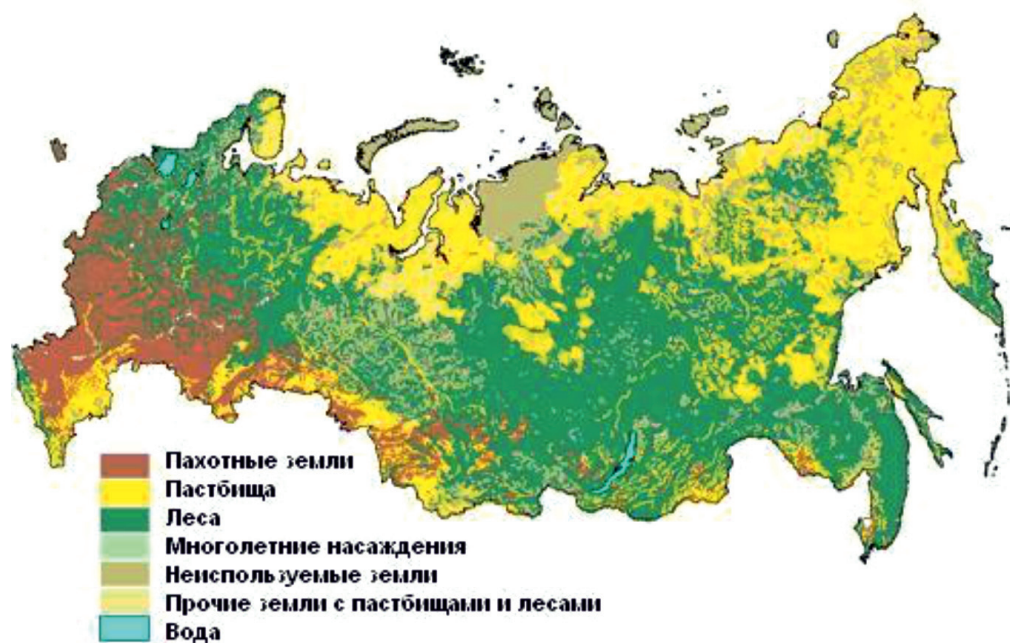 Пахотные земли
Пастбища
Леса
Многолетние насаждения
Неиспользуемые земли
Прочие земли с пастбищами и лесами
Вода